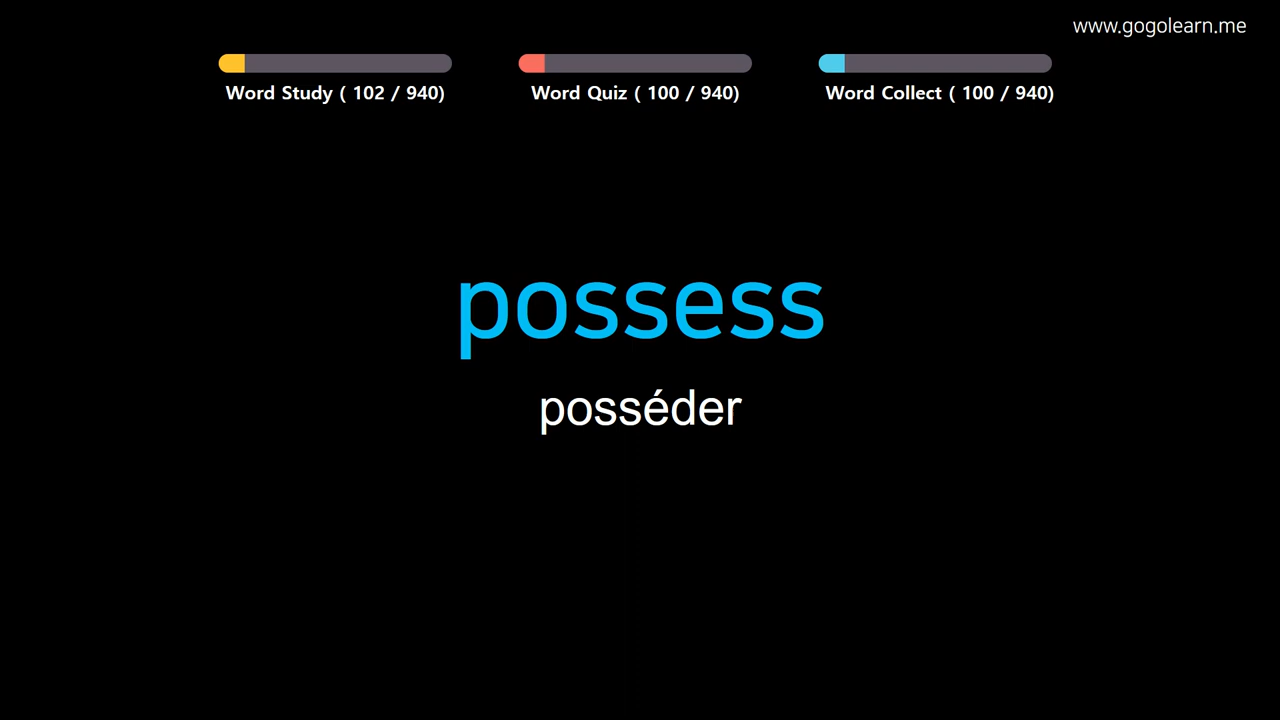 www.gogolearn.me
Word Study ( 102 / 940)
Word Quiz ( 100 / 940)
Word Collect ( 100 / 940)
possess
posséder